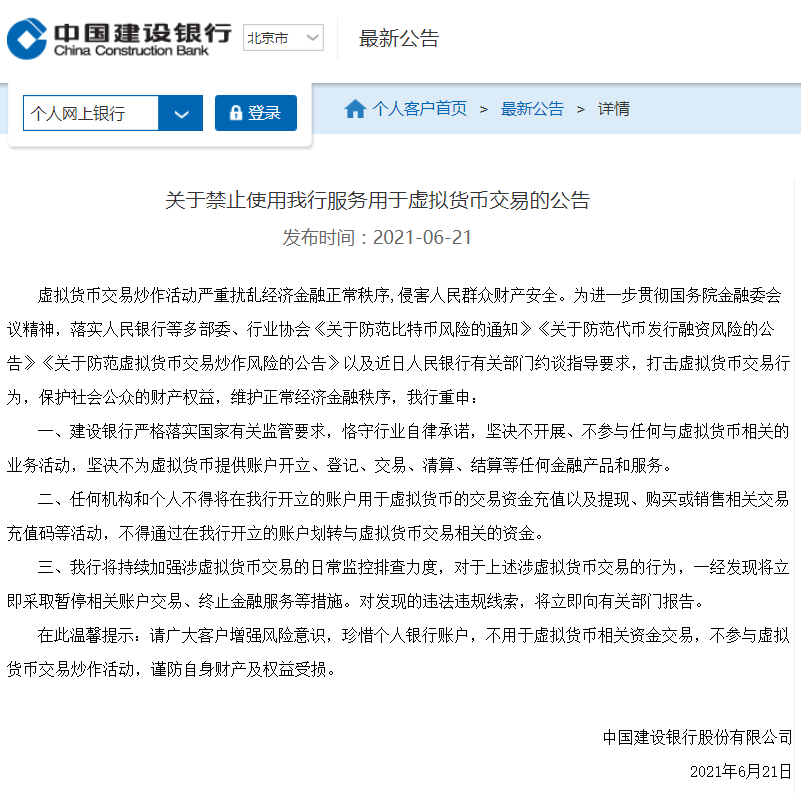 中国建设银行
China Construction Bank
北京市
最新公告
个人网上银行
登录
个人客户首页 > 最新公告 > 详情
关于禁止使用我行服务用于虚拟货币交易的公告
发布时间：2021-06-21
虚拟货币交易炒作活动严重扰乱经济金融正常秩序,侵害人民群众财产安全。为进一步贯彻国务院金融委会
议精神，落实人民银行等多部委、行业协会《关于防范比特币风险的通知》《关于防范代币发行融资风险的公
告》《关于防范虚拟货币交易炒作风险的公告》以及近日人民银行有关部门约谈指导要求，打击虚拟货币交易行
为，保护社会公众的财产权益，维护正常经济金融秩序，我行重申：
一、建设银行严格落实国家有关监管要求，恪守行业自律承诺，坚决不开展、不参与任何与虚拟货币相关的
业务活动，坚决不为虚拟货币提供账户开立、登记、交易、清算、结算等任何金融产品和服务。
二、任何机构和个人不得将在我行开立的账户用于虚拟货币的交易资金充值以及提现、购买或销售相关交易
充值码等活动，不得通过在我行开立的账户划转与虚拟货币交易相关的资金。
三、我行将持续加强涉虚拟货币交易的日常监控排查力度，对于上述涉虚拟货币交易的行为，一经发现将立
即采取暂停相关账户交易、终止金融服务等措施。对发现的违法违规线索，将立即向有关部门报告。
在此温馨提示：请广大客户增强风险意识，珍惜个人银行账户，不用于虚拟货币相关资金交易，不参与虚拟
货币交易炒作活动，谨防自身财产及权益受损。
中国建设银行股份有限公司
2021年6月21日